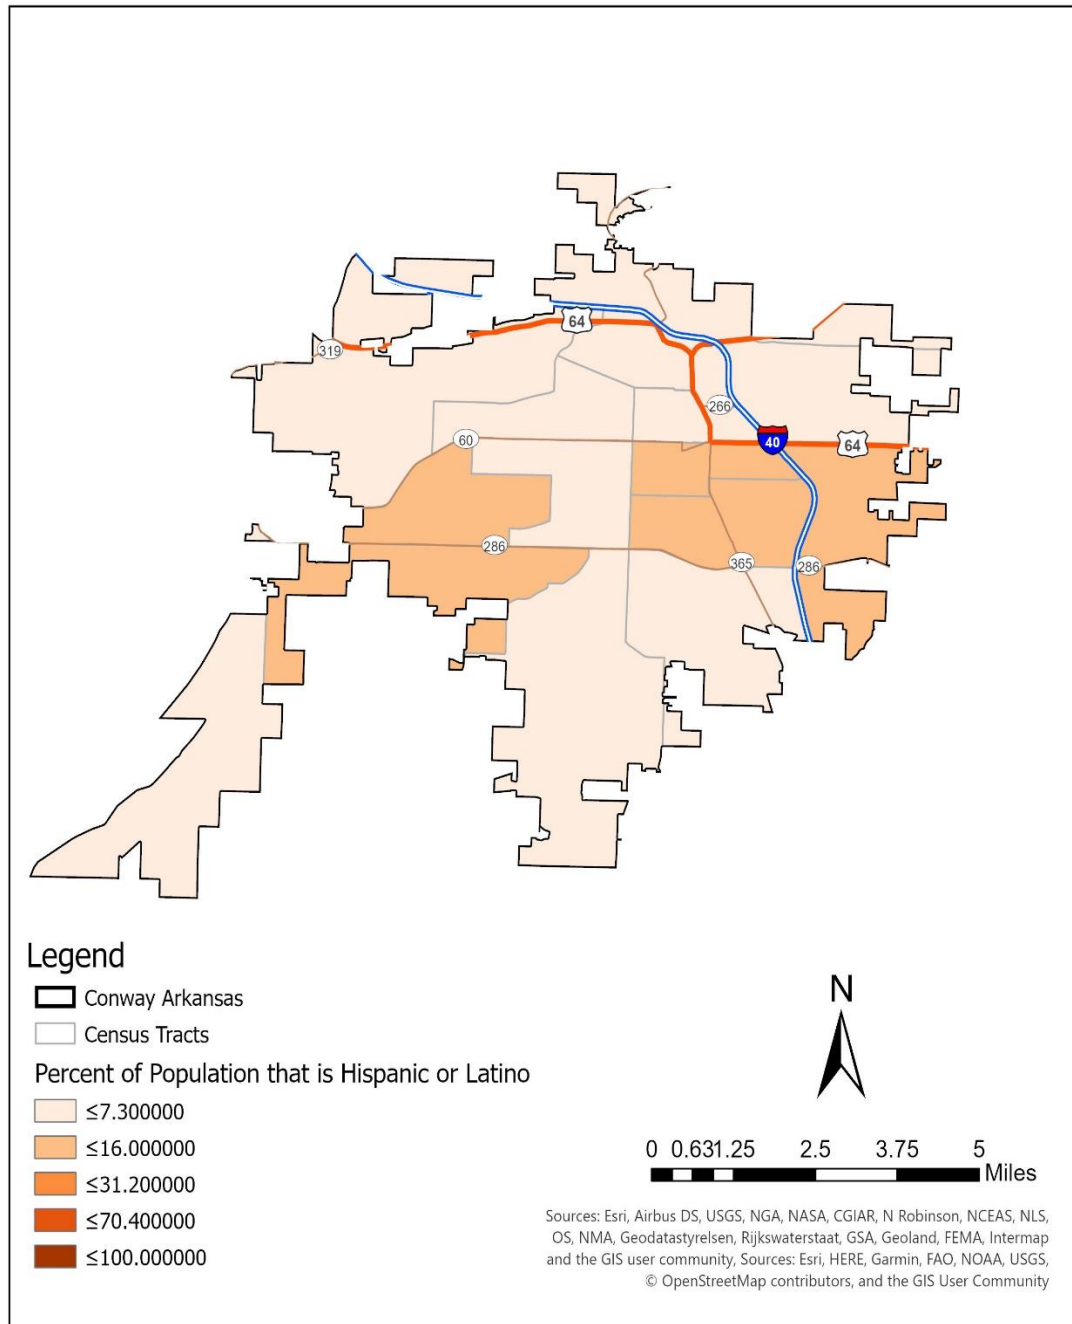 64
319
266
60
40
64
286
365
286
Legend
Conway Arkansas
Census Tracts
Percent of Population that is Hispanic or Latino
≤7.300000
≤16.000000
≤31.200000
≤70.400000
≤100.000000
N
0 0.631.25 2.5 3.75 5
Miles
Sources: Esri, Airbus DS, USGS, NGA, NASA, CGIAR, N Robinson, NCEAS, NLS,
OS, NMA, Geodatastyrelsen, Rijkswaterstaat, GSA, Geoland, FEMA, Intermap
and the GIS user community, Sources: Esri, HERE, Garmin, FAO, NOAA, USGS,
© OpenStreetMap contributors, and the GIS User Community